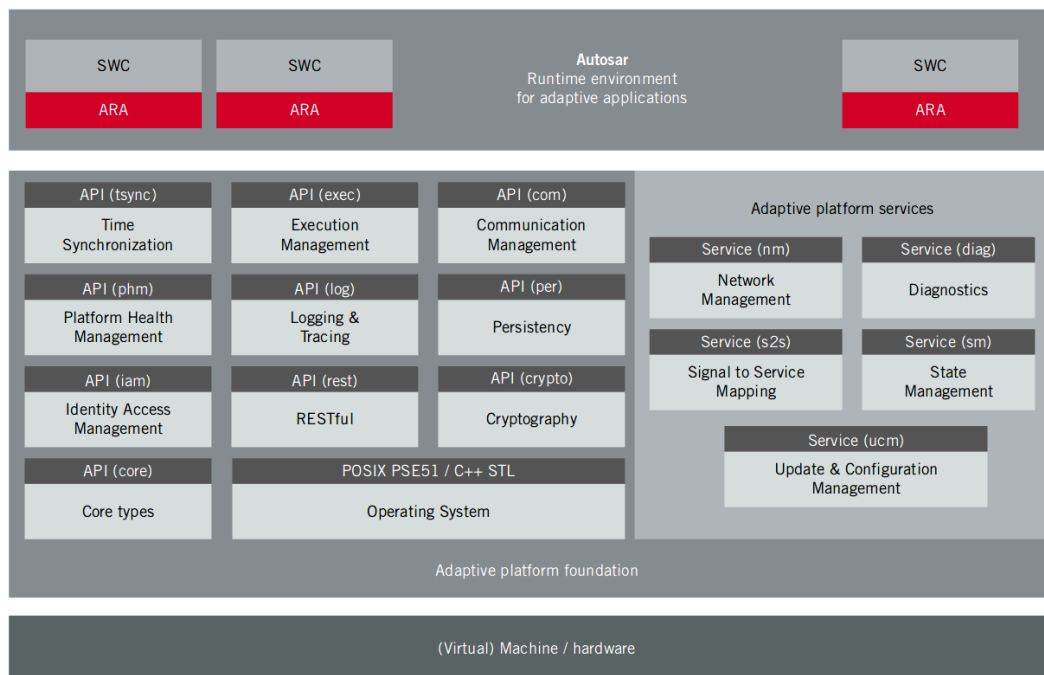 SWC
ARA
SWC
ARA
Autosar
Runtime environment
for adaptive applications
SWC
ARA
API (tsync)
Time
Synchronization
API (exec)
Execution
Management
API (com)
Communication
Management
API (phm)
Platform Health
Management
API (log)
Logging &
Tracing
API (per)
Persistency
API (iam)
Identity Access
Management
API (rest)
RESTful
API (crypto)
Cryptography
API (core)
Core types
POSIX PSE51 / C++ STL
Operating System
Adaptive platform services
Service (nm)
Network
Management
Service (diag)
Diagnostics
Service (s2s)
Signal to Service
Mapping
Service (sm)
State
Management
Service (ucm)
Update & Configuration
Management
Adaptive platform foundation
(Virtual) Machine / hardware